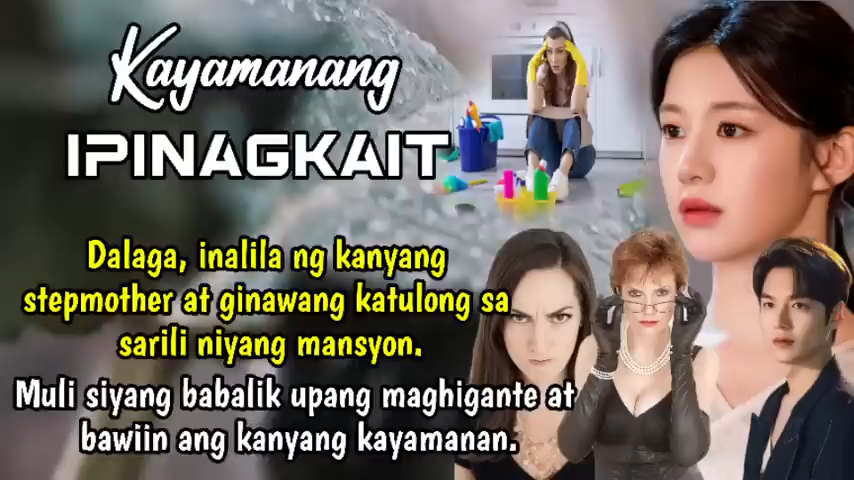 Kayamanang
IPINAGKAIT
Dalaga, inalila ng kanyang
stepmother at ginawang katulong sa
sarili niyang mansyon.
Muli siyang babalik upang maghigante at
bawiin ang kanyang kayamanan.